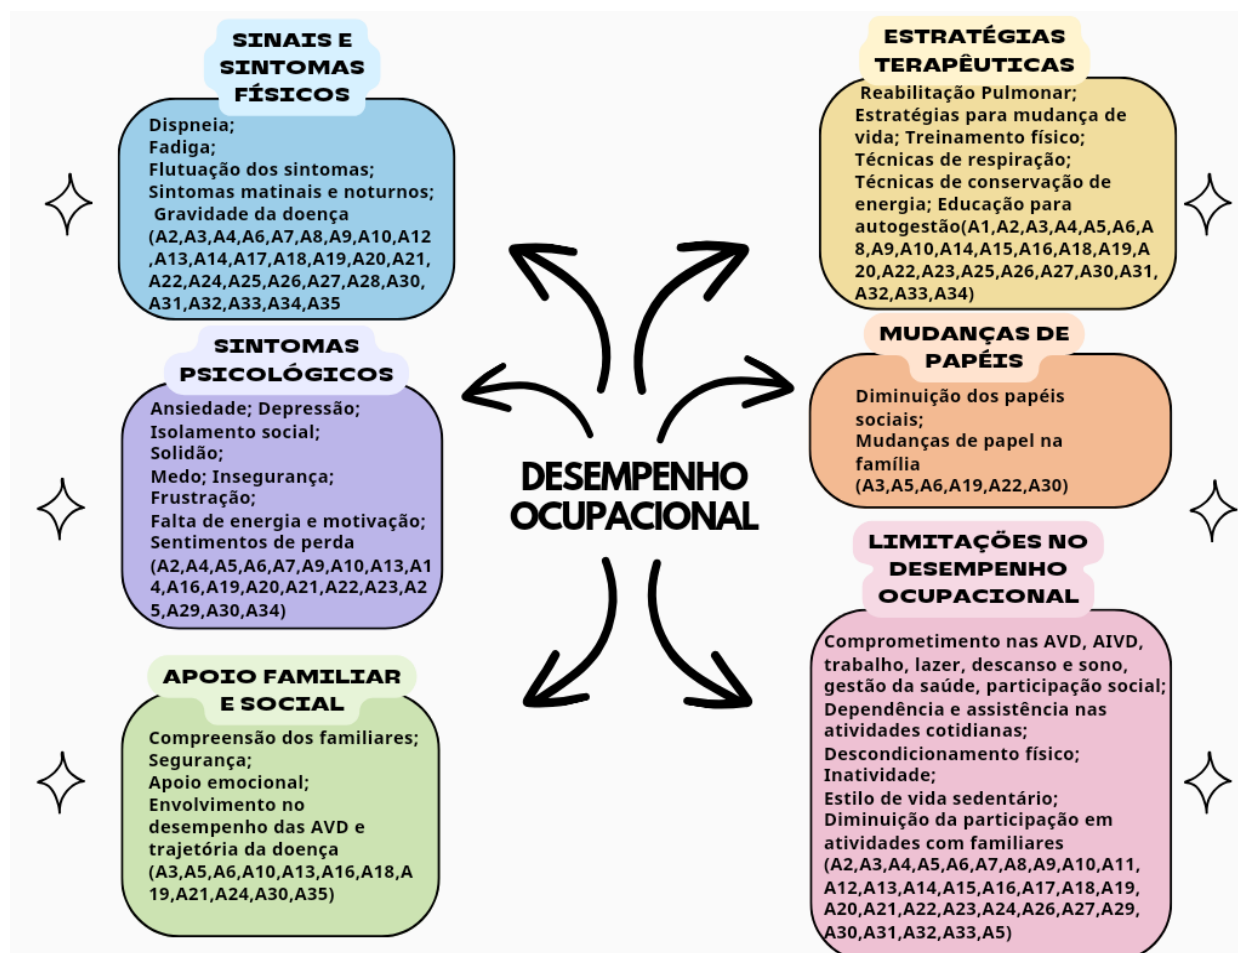 SINAIS E
SINTOMAS
FÍSICOS
Dispneia;
Fadiga;
Flutuação dos sintomas;
Sintomas matinais e noturnos;
Gravidade da doença
(A2,A3,A4,A6,A7,A8,A9,A10,A12
,A13,A14,A17,A18,A19,A20,A21,
A22,A24,A25,A26,A27,A28,A30,
A31,A32,A33,A34,A35
SINTOMAS
PSICOLÓGICOS
Ansiedade; Depressão;
Isolamento social;
Solidão;
Medo; Insegurança;
Frustração;
Falta de energia e motivação;
Sentimentos de perda
(A2,A4,A5,A6,A7,A9,A10,A13,A1
4,A16,A19,A20,A21,A22,A23,A2
5,A29,A30,A34)
APOIO FAMILIAR
E SOCIAL
Compreensão dos familiares;
Segurança;
Apoio emocional;
Envolvimento no
desempenho das AVD e
trajetória da doença
(A3,A5,A6,A10,A13,A16,A18,A
19,A21,A24,A30,A35)
DESEMPENHO
OCUPACIONAL
ESTRATÉGIAS
TERAPÊUTICAS
Reabilitação Pulmonar;
Estratégias para mudança de
vida; Treinamento físico;
Técnicas de respiração;
Técnicas de conservação de
energia; Educação para
autogestão(A1,A2,A3,A4,A5,A6,A
8,A9,A10,A14,A15,A16,A18,A19,A
20,A22,A23,A25,A26,A27,A30,A31,
A32,A33,A34)
MUDANÇAS DE
PAPÉIS
Diminuição dos papéis
sociais;
Mudanças de papel na
família
(A3,A5,A6,A19,A22,A30)
LIMITAÇÕES NO
DESEMPENHO
OCUPACIONAL
Comprometimento nas AVD, AIVD,
trabalho, lazer, descanso e sono,
gestão da saúde, participação social;
Dependência e assistência nas
atividades cotidianas;
Descondicionamento físico;
Inatividade;
Estilo de vida sedentário;
Diminuição da participação em
atividades com familiares
(A2,A3,A4,A5,A6,A7,A8,A9,A10,A11,
A12,A13,A14,A15,A16,A17,A18,A19,
A20,A21,A22,A23,A24,A26,A27,A29,
A30,A31,A32,A33,A5)